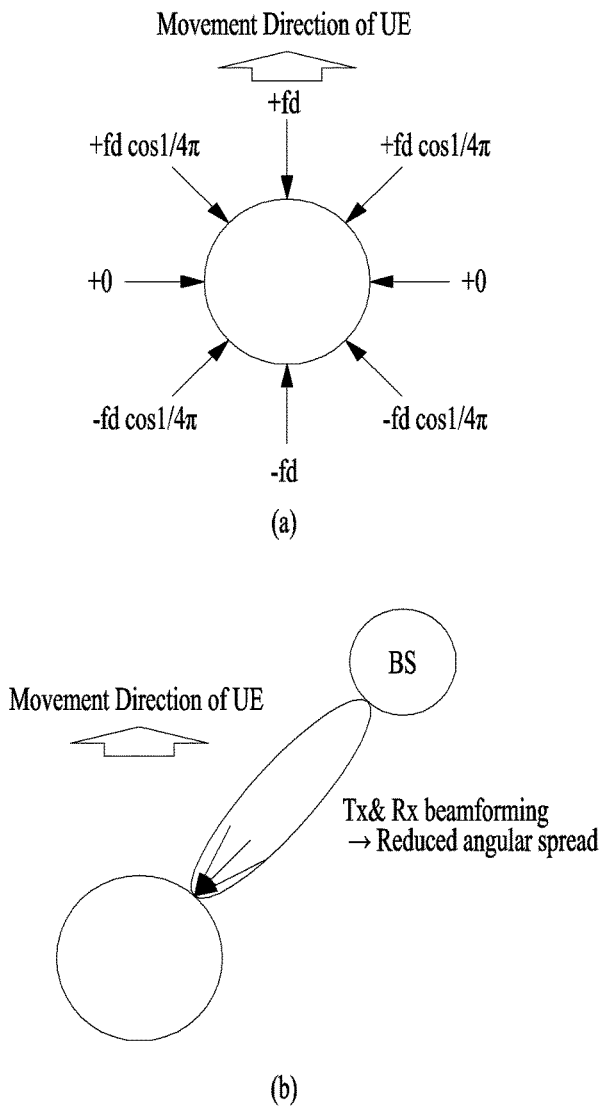 Movement Direction of UE
+fd
+fd cos1/4π
+fd cos1/4π
+0
+0
-fd cos1/4π
-fd cos1/4π
-fd
(a)
BS
Movement Direction of UE
Tx& Rx beamforming
→ Reduced angular spread
(b)